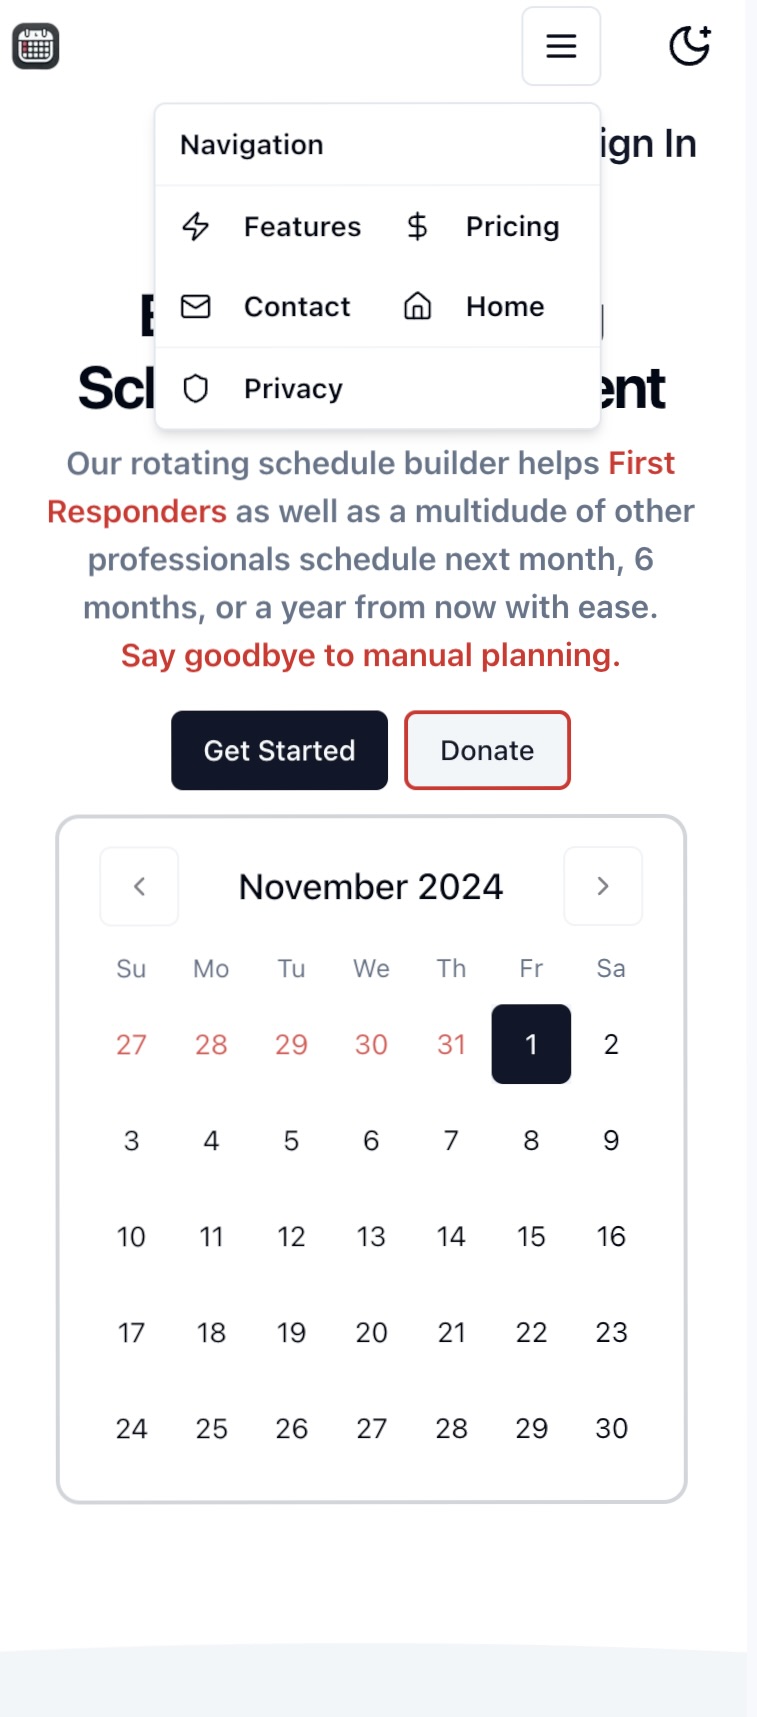 Navigation
ign In
Features Pricing
Contact Home
Privacy
Our rotating schedule builder helps First
Responders as well as a multidude of other
professionals schedule next month, 6
months, or a year from now with ease.
Say goodbye to manual planning.
Get Started Donate
November 2024
Su Mo Tu We Th Fr Sa
27 28 29 30 31 1 2
3 4 5 6 7 8 9
10 11 12 13 14 15 16
17 18 19 20 21 22 23
24 25 26 27 28 29 30